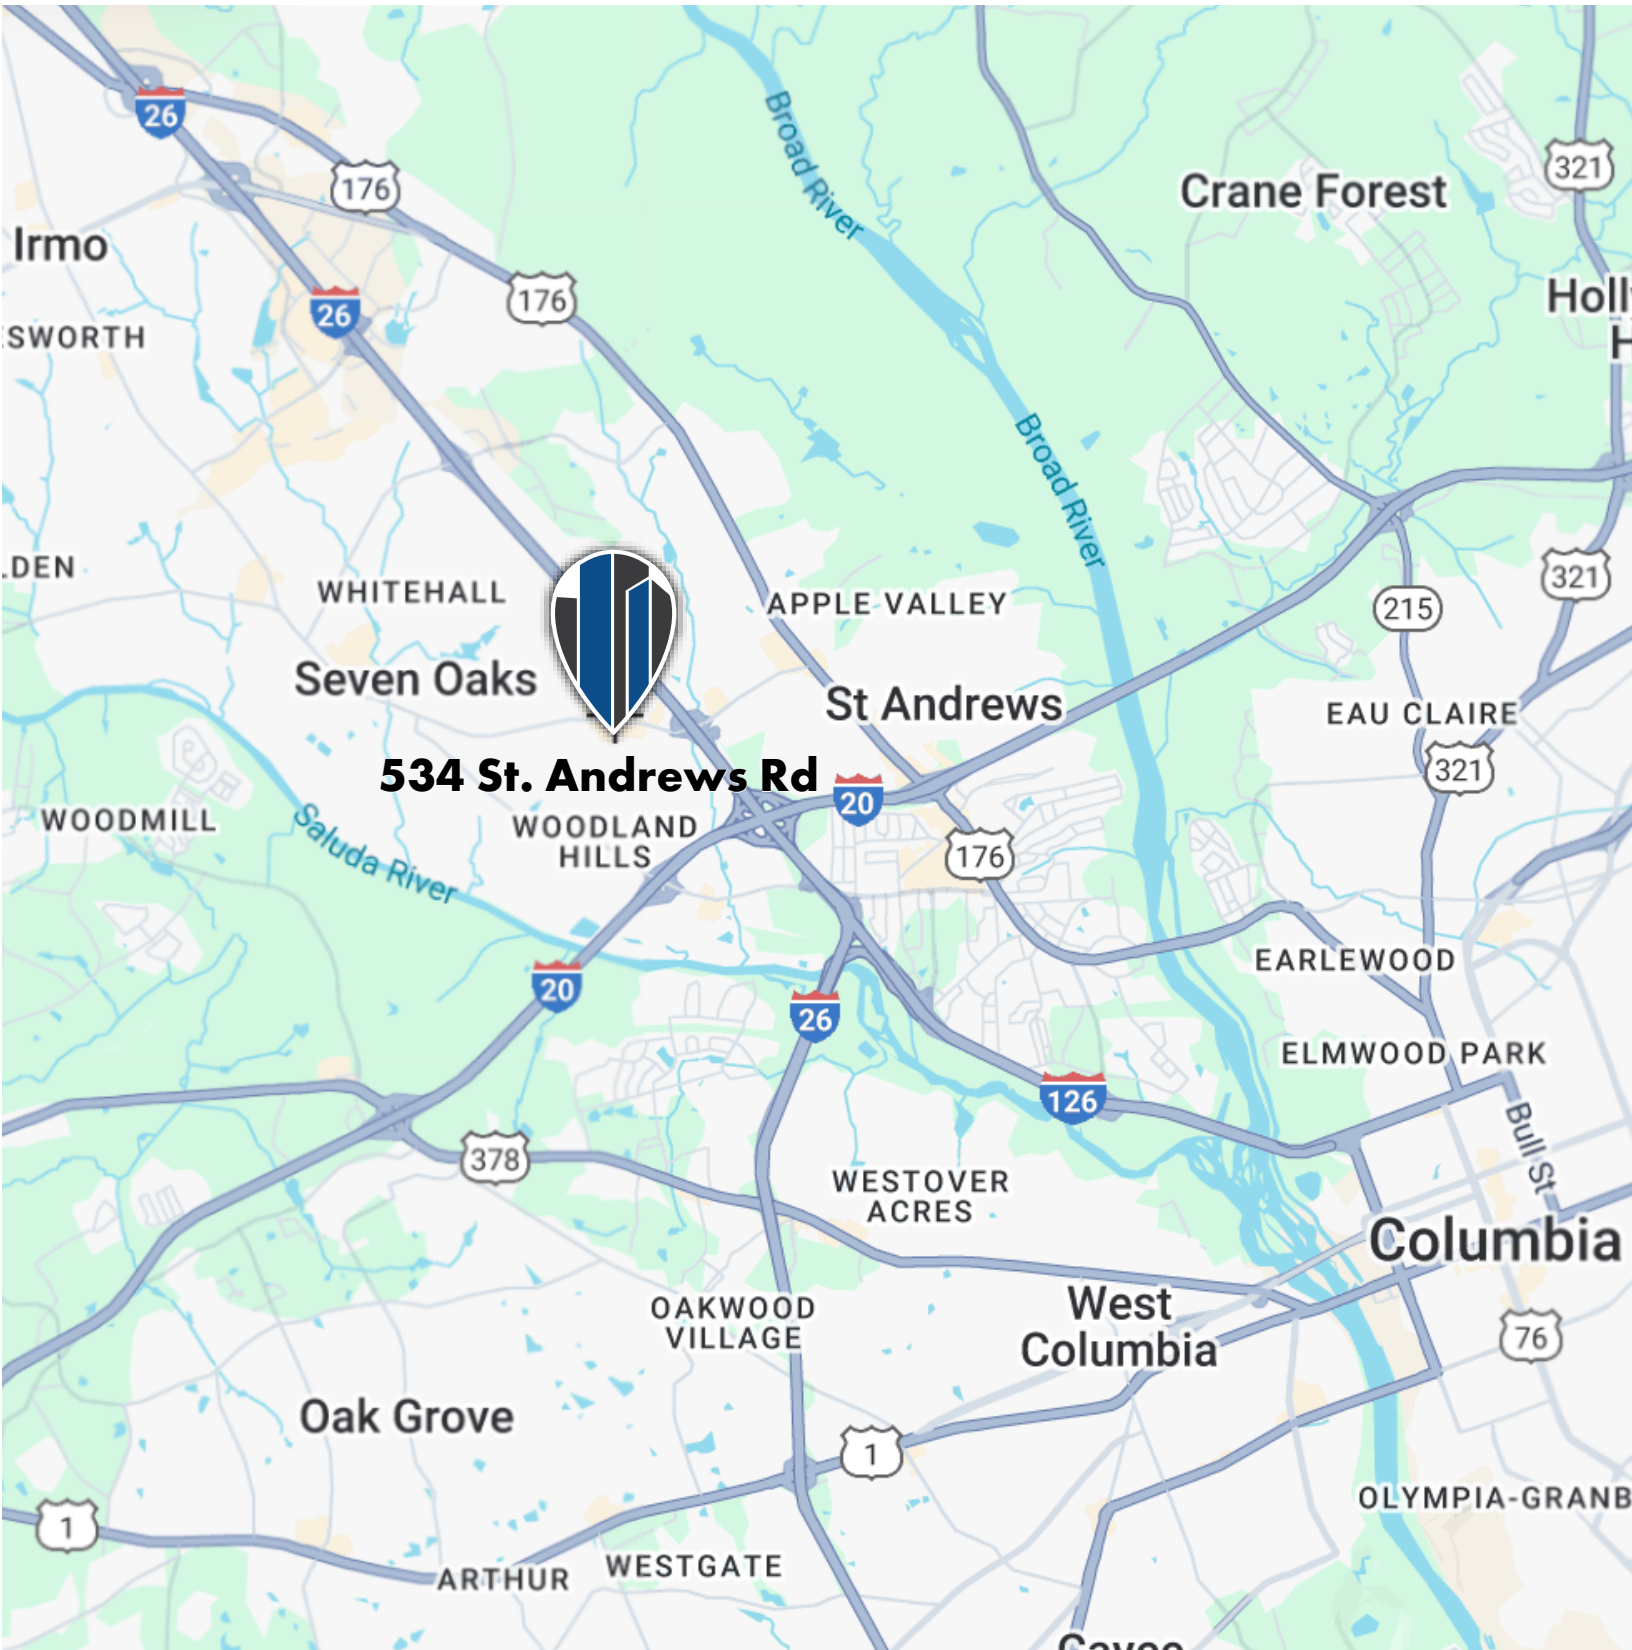 Broad River
26
176
321
Crane Forest
Irmo
Holl
H
26
176
SWORTH
Broad River
LDEN
WHITEHALL
321
APPLE VALLEY
215
Seven Oaks
St Andrews
EAU CLAIRE
534 St. Andrews Rd
321
20
WOODMILL
WOODLAND
HILLS
Saluda River
176
EARLEWOOD
20
26
ELMWOOD PARK
126
Bull St
378
WESTOVER
ACRES
Columbia
OAKWOOD
VILLAGE
West
Columbia
76
Oak Grove
1
OLYMPIA-GRANB
1
WESTGATE
ARTHUR